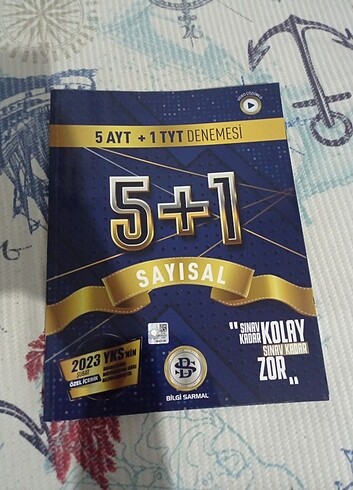 5 AYT + 1 TYT DENEMESİ
5+1
SAYISAL
"SINAV KADAR KOLAY
SINAV KADAR ZOR"
2023 YKS'NİN
ÖZEL İÇERİK
BİLGİ SARMAL